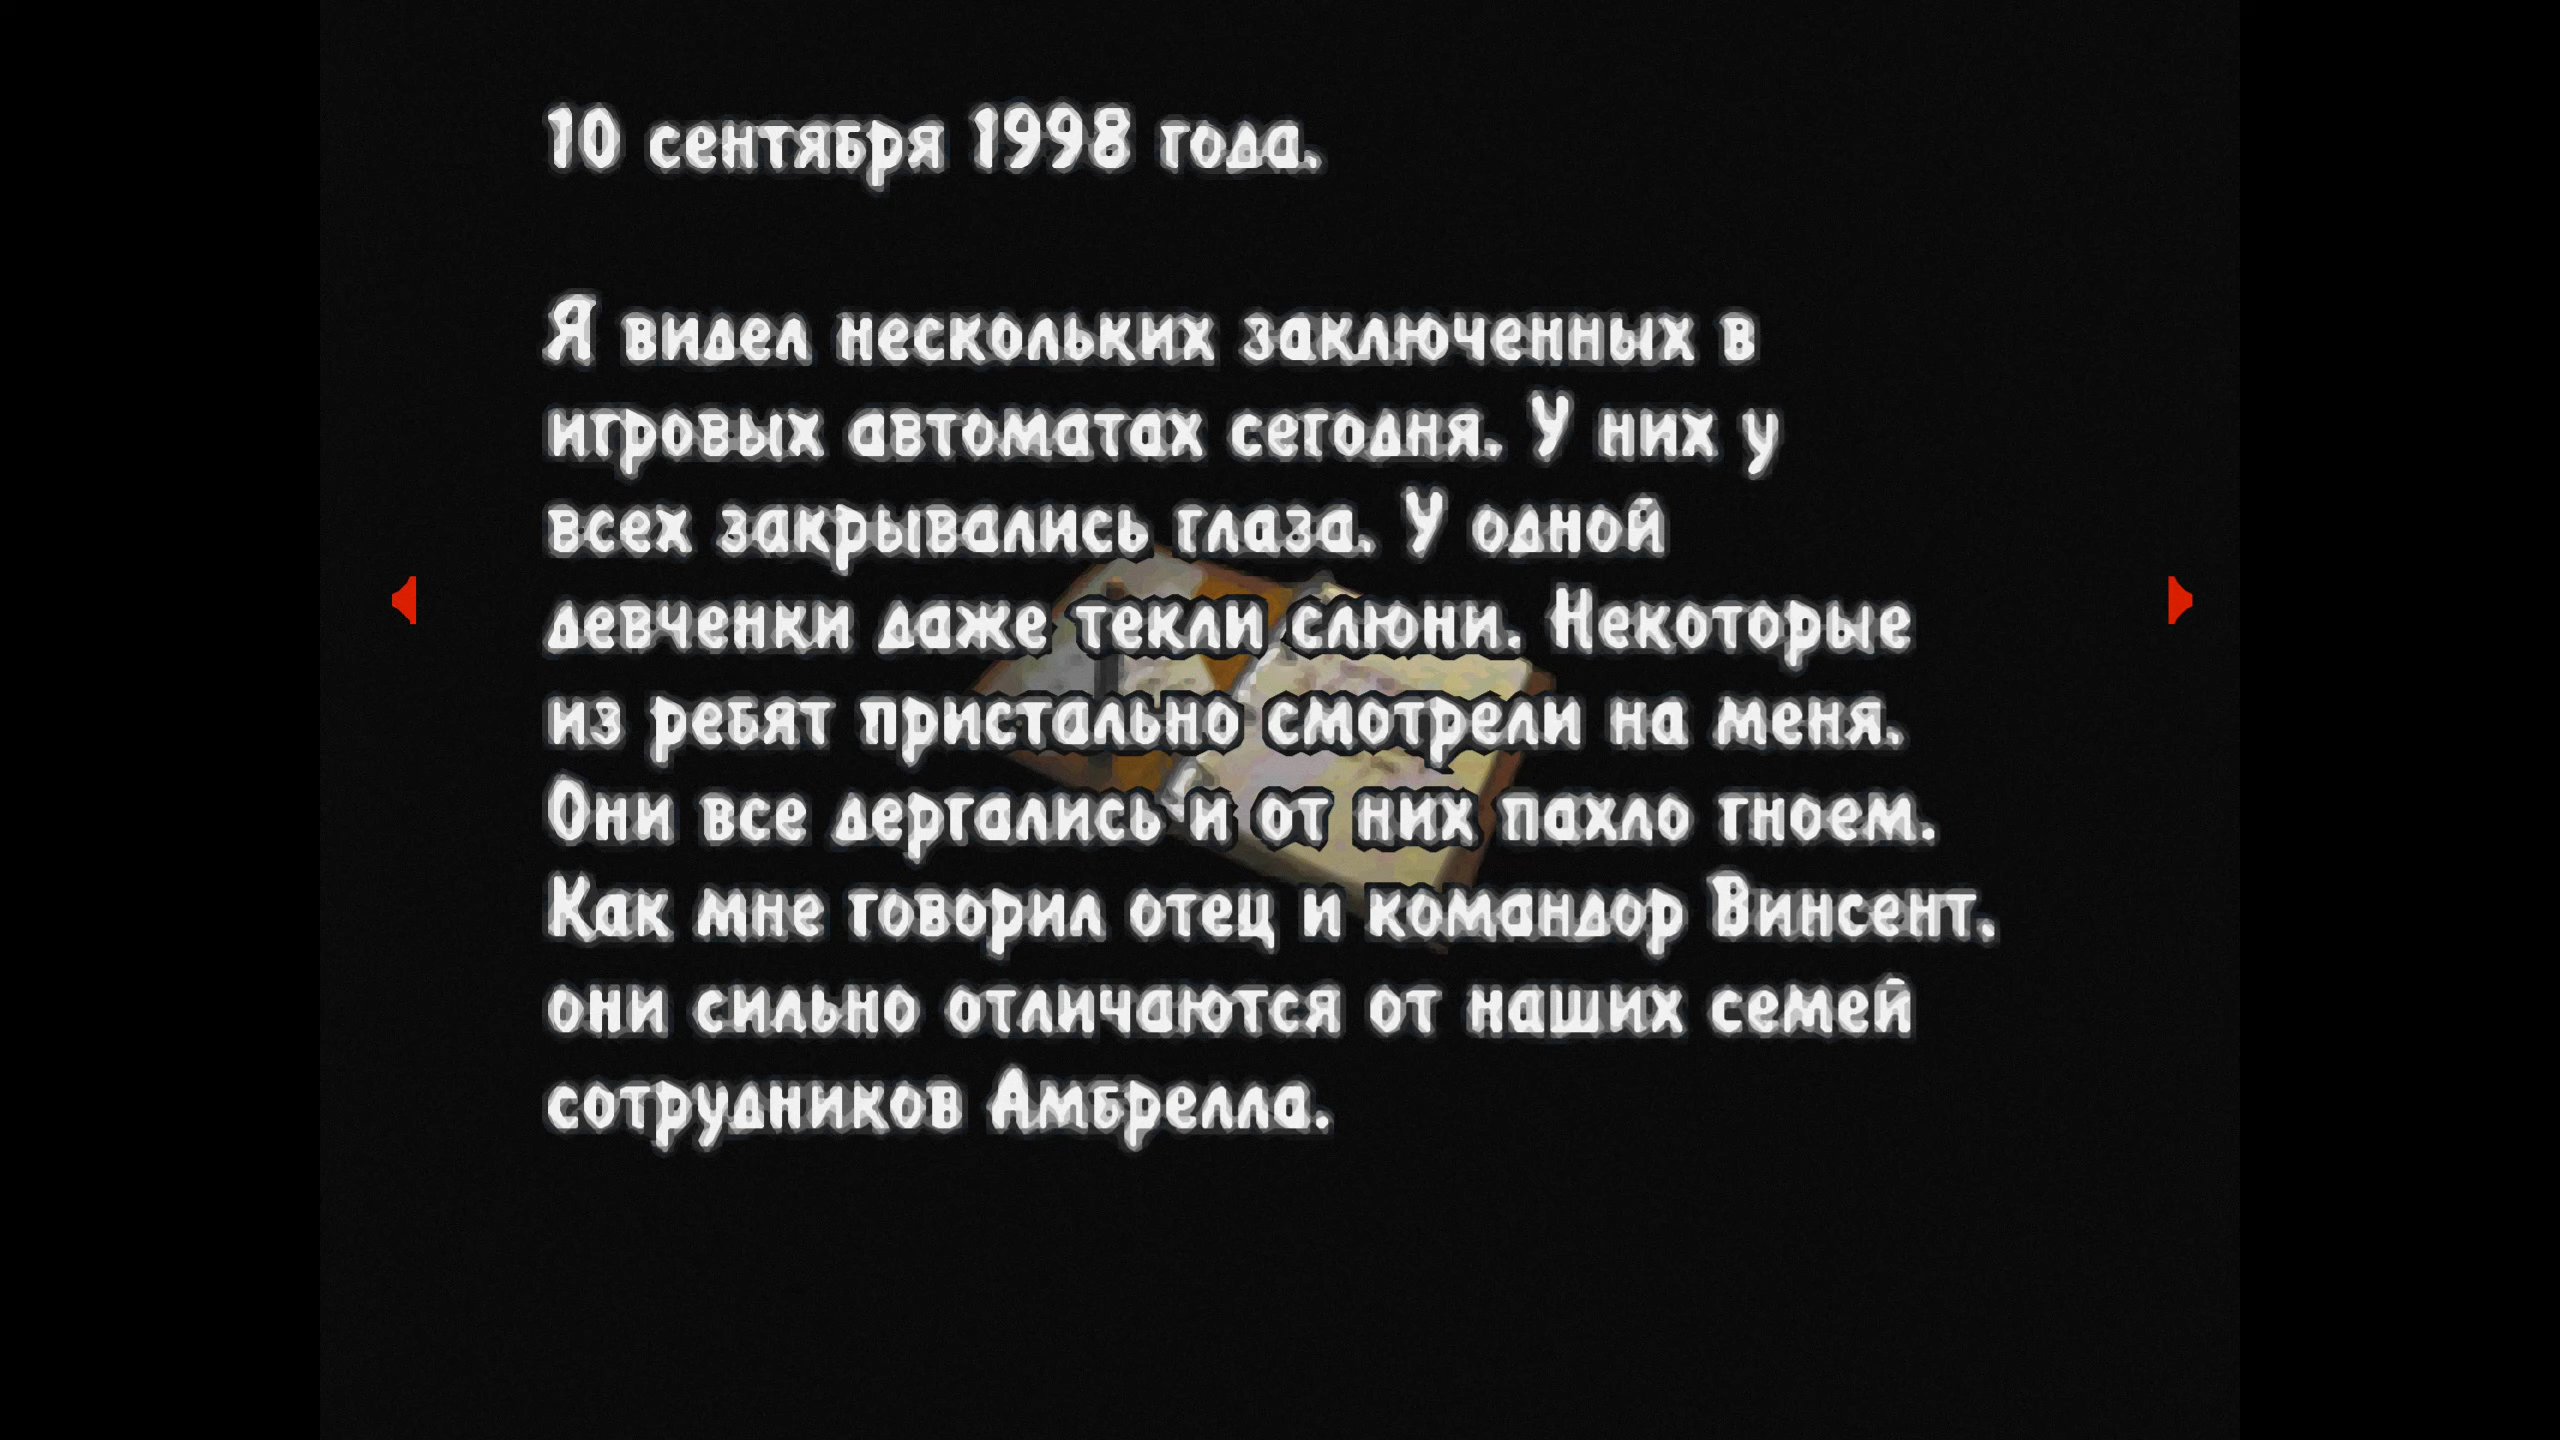 10 сентября 1998 года.
Я видел нескольких заключенных в
игровых автоматах сегодня. У них у
всех закрывались глаза. У одной
девченки даже текли слюни. Некоторые
из ребят пристально смотрели на меня.
Они все дергались и от них пахло гноем.
Как мне говорил отец и командор Винсент.
они сильно отличаются от наших семей
сотрудников Амбрелла.